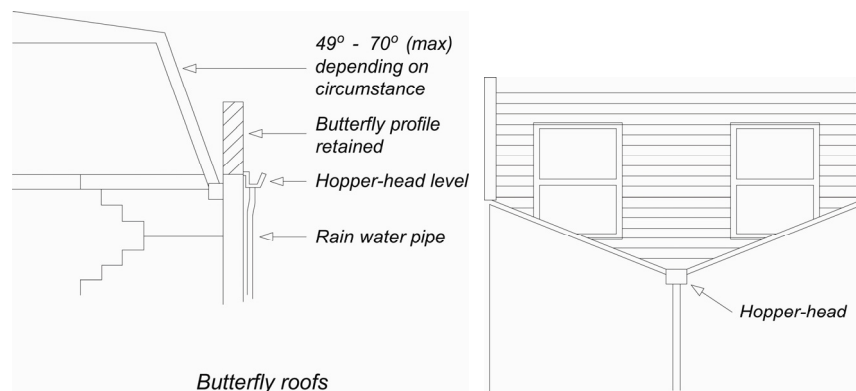 49º - 70º (max)
depending on
circumstance
Butterfly profile
retained
Hopper-head level
Rain water pipe
Butterfly roofs
Hopper-head